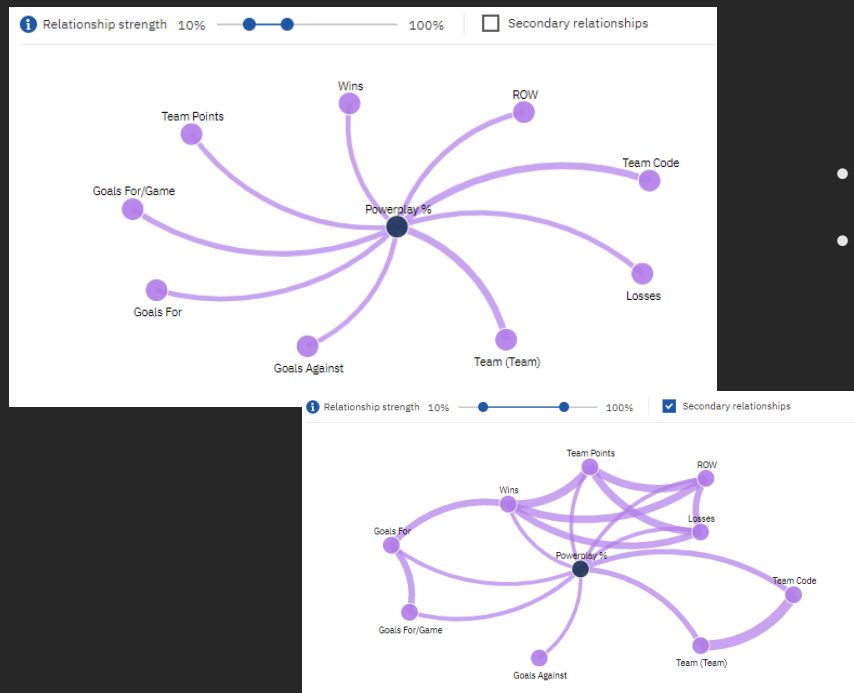 Relationship strength 10% 100% Secondary relationships
Wins
ROW
Team Points
Team Code
Goals For/Game
Powerplay %
Losses
Goals For
Team (Team)
Goals Against
Relationship strength 10% 100% Secondary relationships
Team Points
ROW
Wins
Losses
Goals For
Powerplay %
Team Code
Goals For/Game
Team (Team)
Goals Against